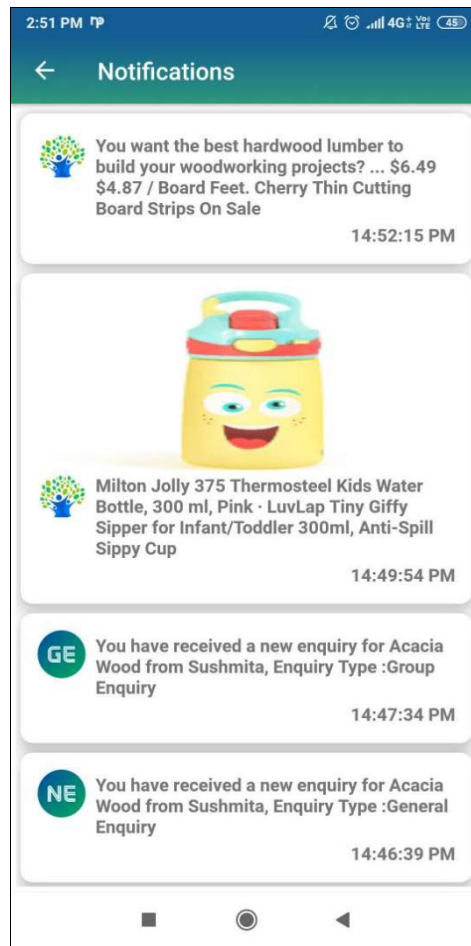 2:51 PM
4G Vo) LTE 45
Notifications
You want the best hardwood lumber to
build your woodworking projects? ... $6.49
$4.87 / Board Feet. Cherry Thin Cutting
Board Strips On Sale
14:52:15 PM
Milton Jolly 375 Thermosteel Kids Water
Bottle, 300 ml, Pink · LuvLap Tiny Giffy
Sipper for Infant/Toddler 300ml, Anti-Spill
Sippy Cup
14:49:54 PM
GE
You have received a new enquiry for Acacia
Wood from Sushmita, Enquiry Type :Group
Enquiry
14:47:34 PM
NE
You have received a new enquiry for Acacia
Wood from Sushmita, Enquiry Type :General
Enquiry
14:46:39 PM